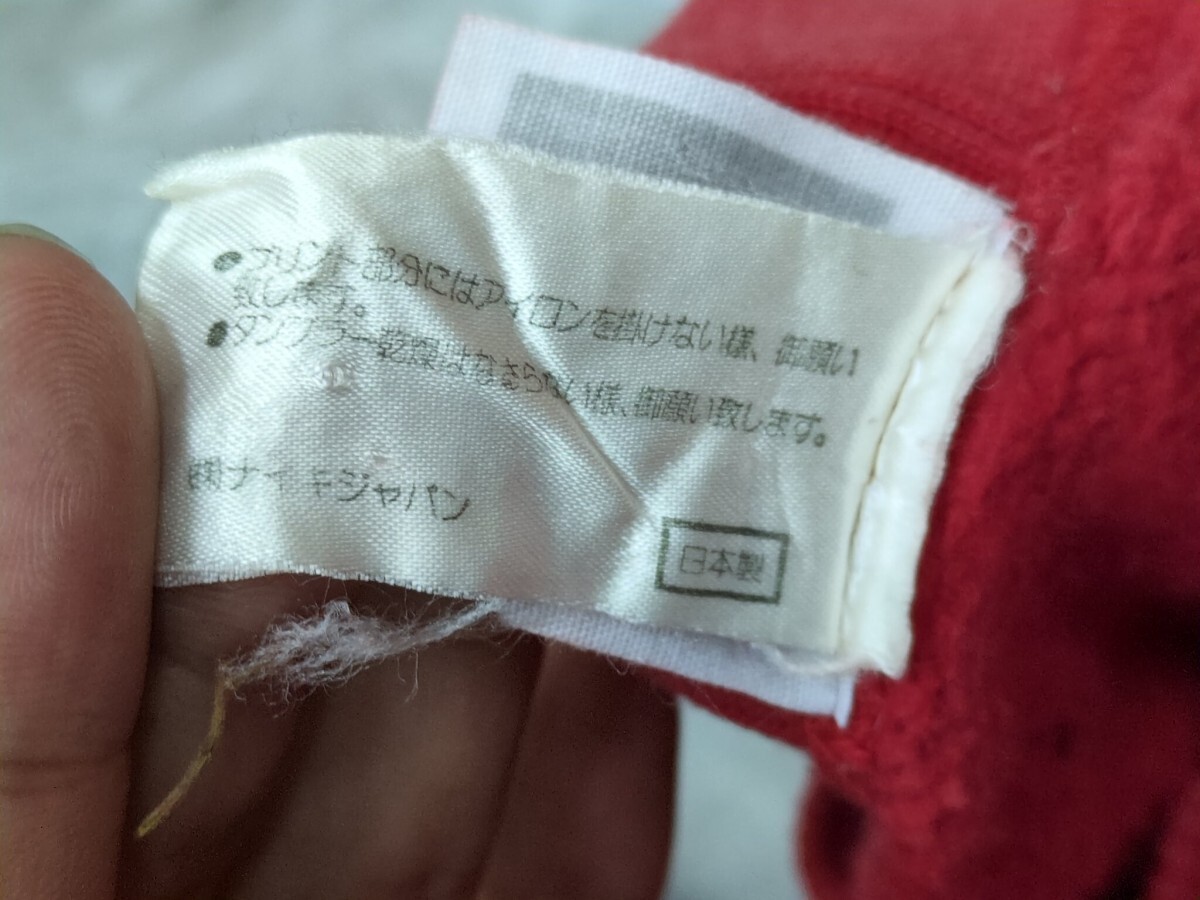 ●プリント部分にはアイロンを掛けない様、御願い
致します。
●タンブラー乾燥はなさらない様、御願い致します。
㈱ナイキジャパン
日本製